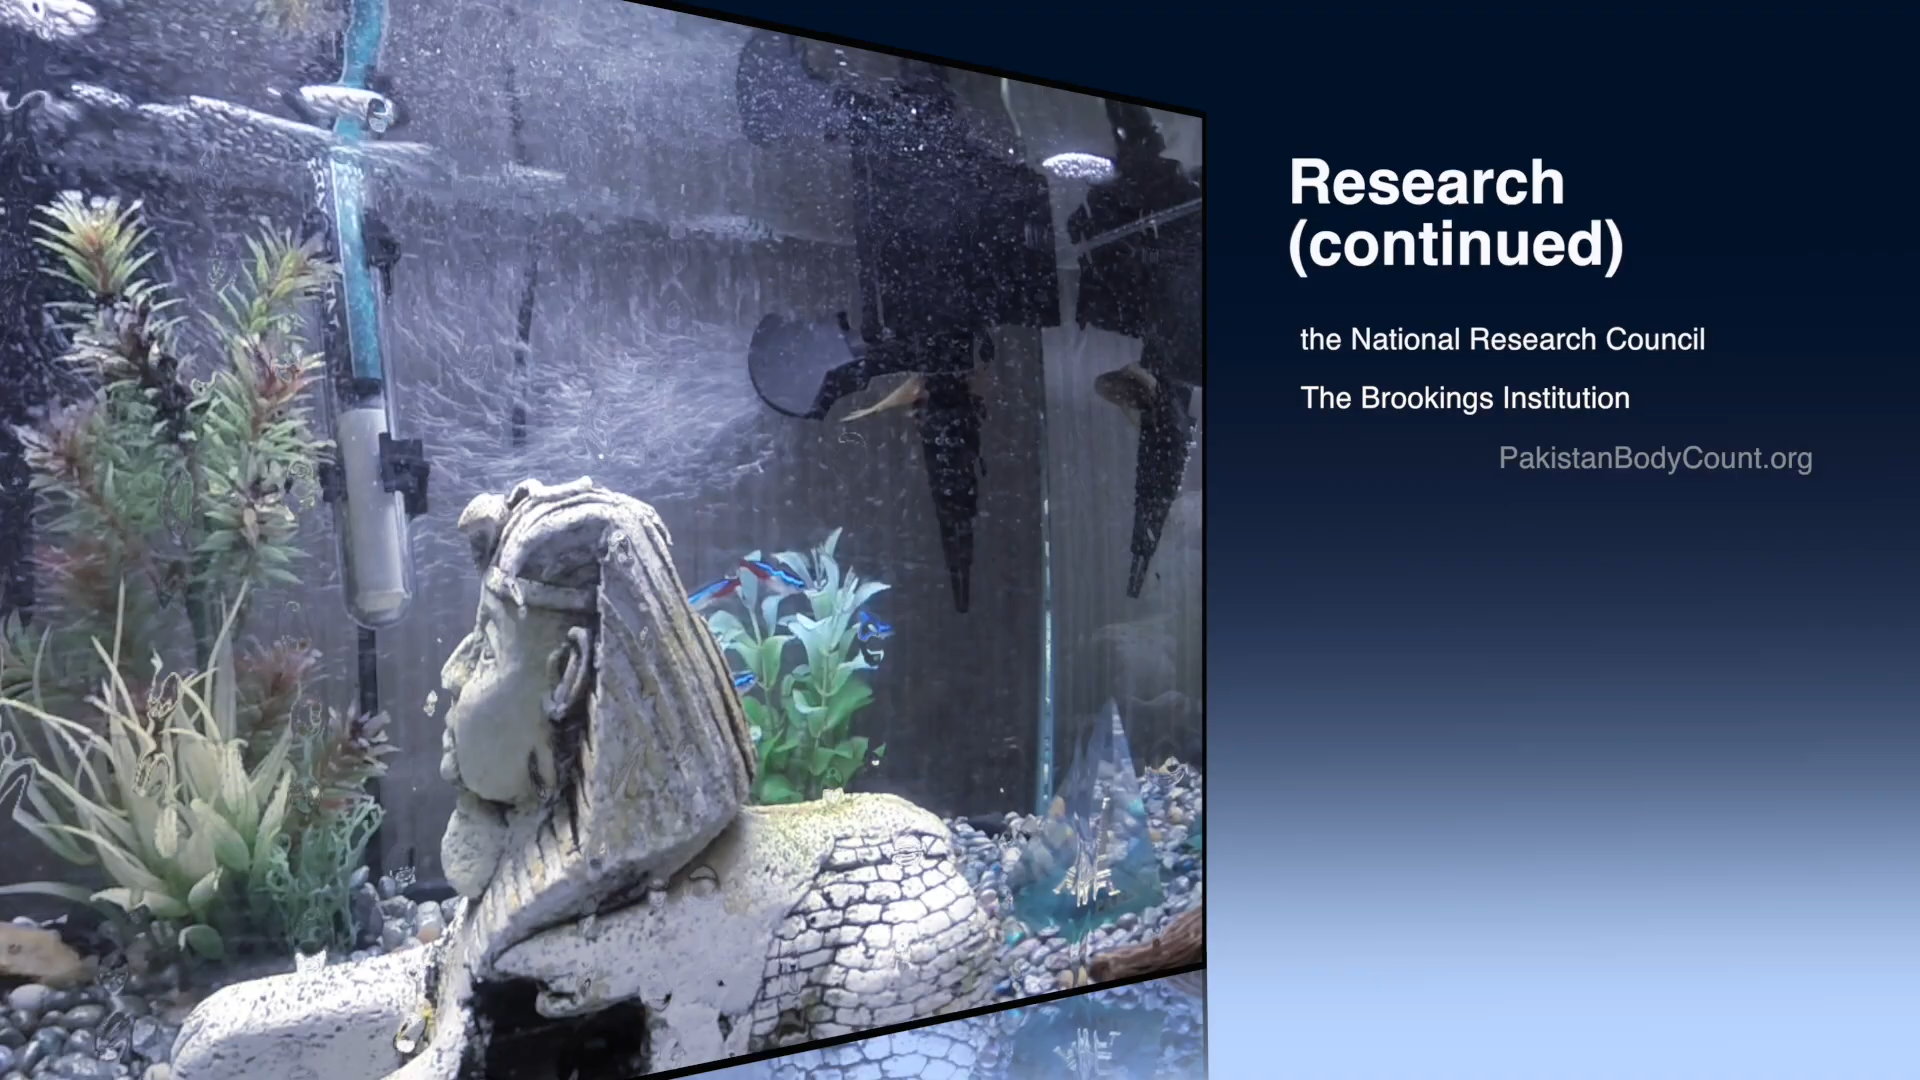 Research
(continued)
the National Research Council
The Brookings Institution
PakistanBodyCount.org